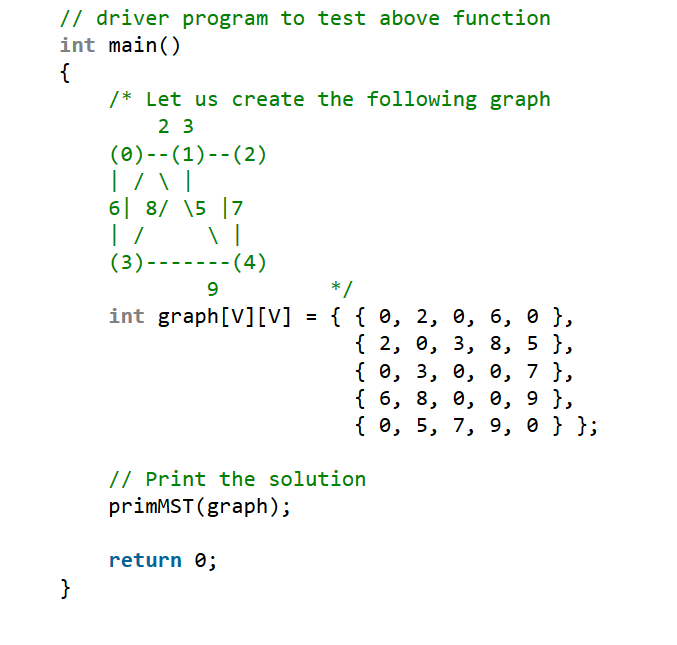 // driver program to test above function
int main()
{
    /* Let us create the following graph
        2 3
    (0)--(1)--(2)
    | / \ |
    6| 8/ \5 |7
    | /     \ |
    (3)-------(4)
            9         */
    int graph[V][V] = { { 0, 2, 0, 6, 0 },
                        { 2, 0, 3, 8, 5 },
                        { 0, 3, 0, 0, 7 },
                        { 6, 8, 0, 0, 9 },
                        { 0, 5, 7, 9, 0 } };

    // Print the solution
    primMST(graph);

    return 0;
}